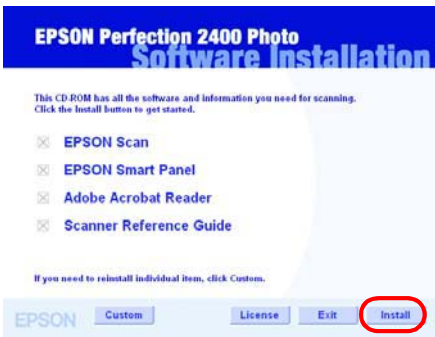 EPSON Perfection 2400 Photo
Software Installation
This CD-ROM has all the software and information you need for scanning.
Click the Install button to get started.
EPSON Scan
EPSON Smart Panel
Adobe Acrobat Reader
Scanner Reference Guide
If you need to reinstall individual item, click Custom.
EPSON Custom License Exit Install